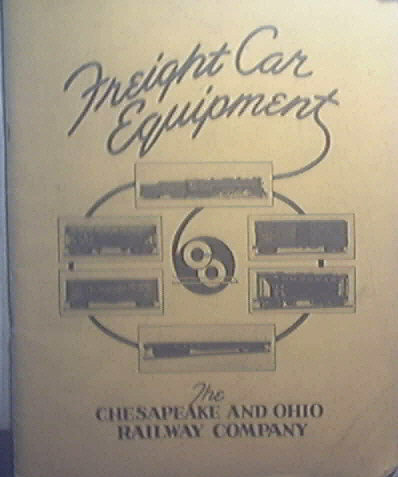 Freight Car
Equipment
The
CHESAPEAKE AND OHIO
RAILWAY COMPANY